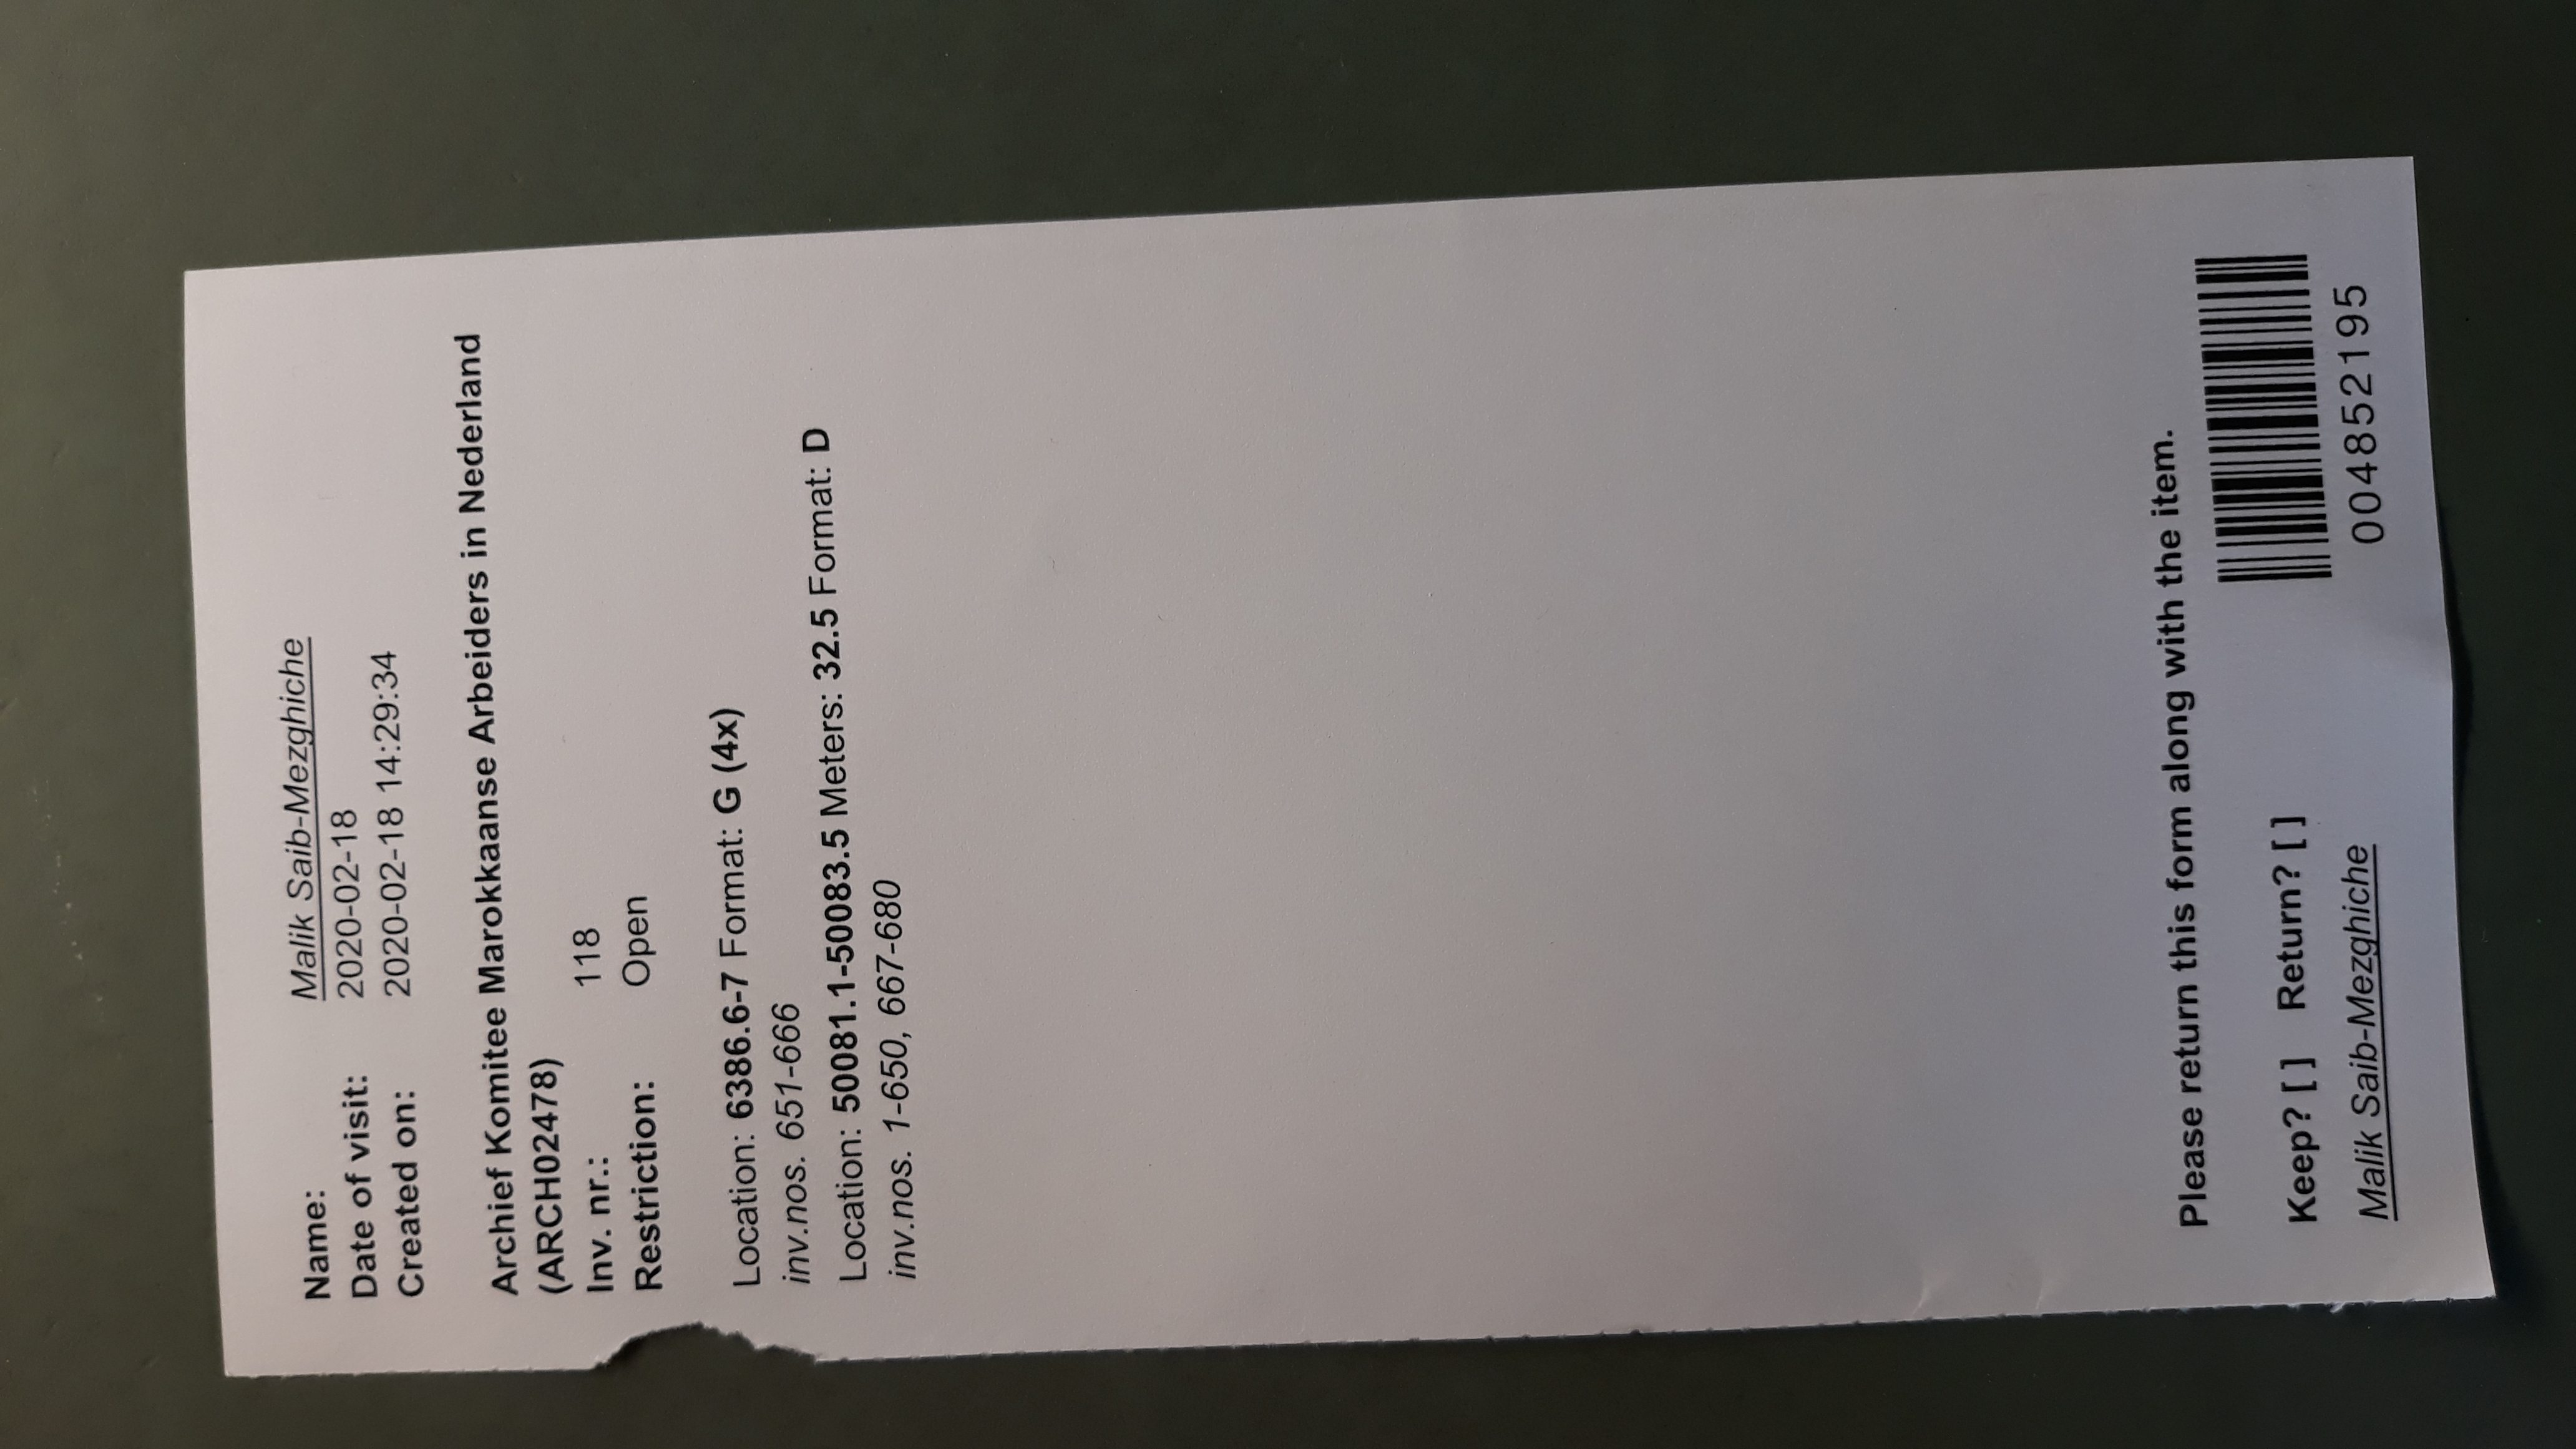 Name: Malik Saib-Mezghiche
Date of visit: 2020-02-18
Created on: 2020-02-18 14:29:34
Archief Komitee Marokkaanse Arbeiders in Nederland
(ARCH02478)
Inv. nr.: 118
Restriction: Open
Location: 6386.6-7 Format: G (4x)
inv.nos. 651-666
Location: 50081.1-50083.5 Meters: 32.5 Format: D
inv.nos. 1-650, 667-680
Please return this form along with the item.
Keep? [ ] Return? [ ]
Malik Saib-Mezghiche
004852195